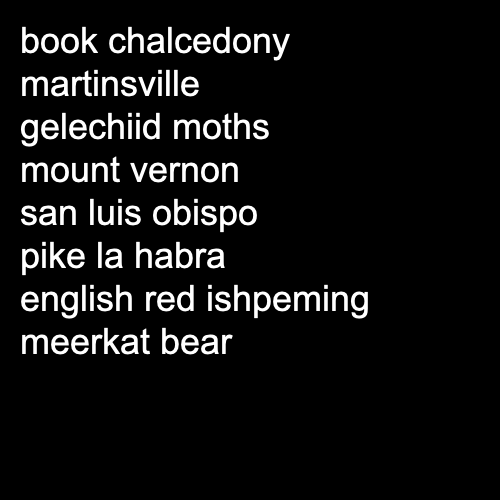 book chalcedony
martinsville
gelechiid moths
mount vernon
san luis obispo
pike la habra
english red ishpeming
meerkat bear